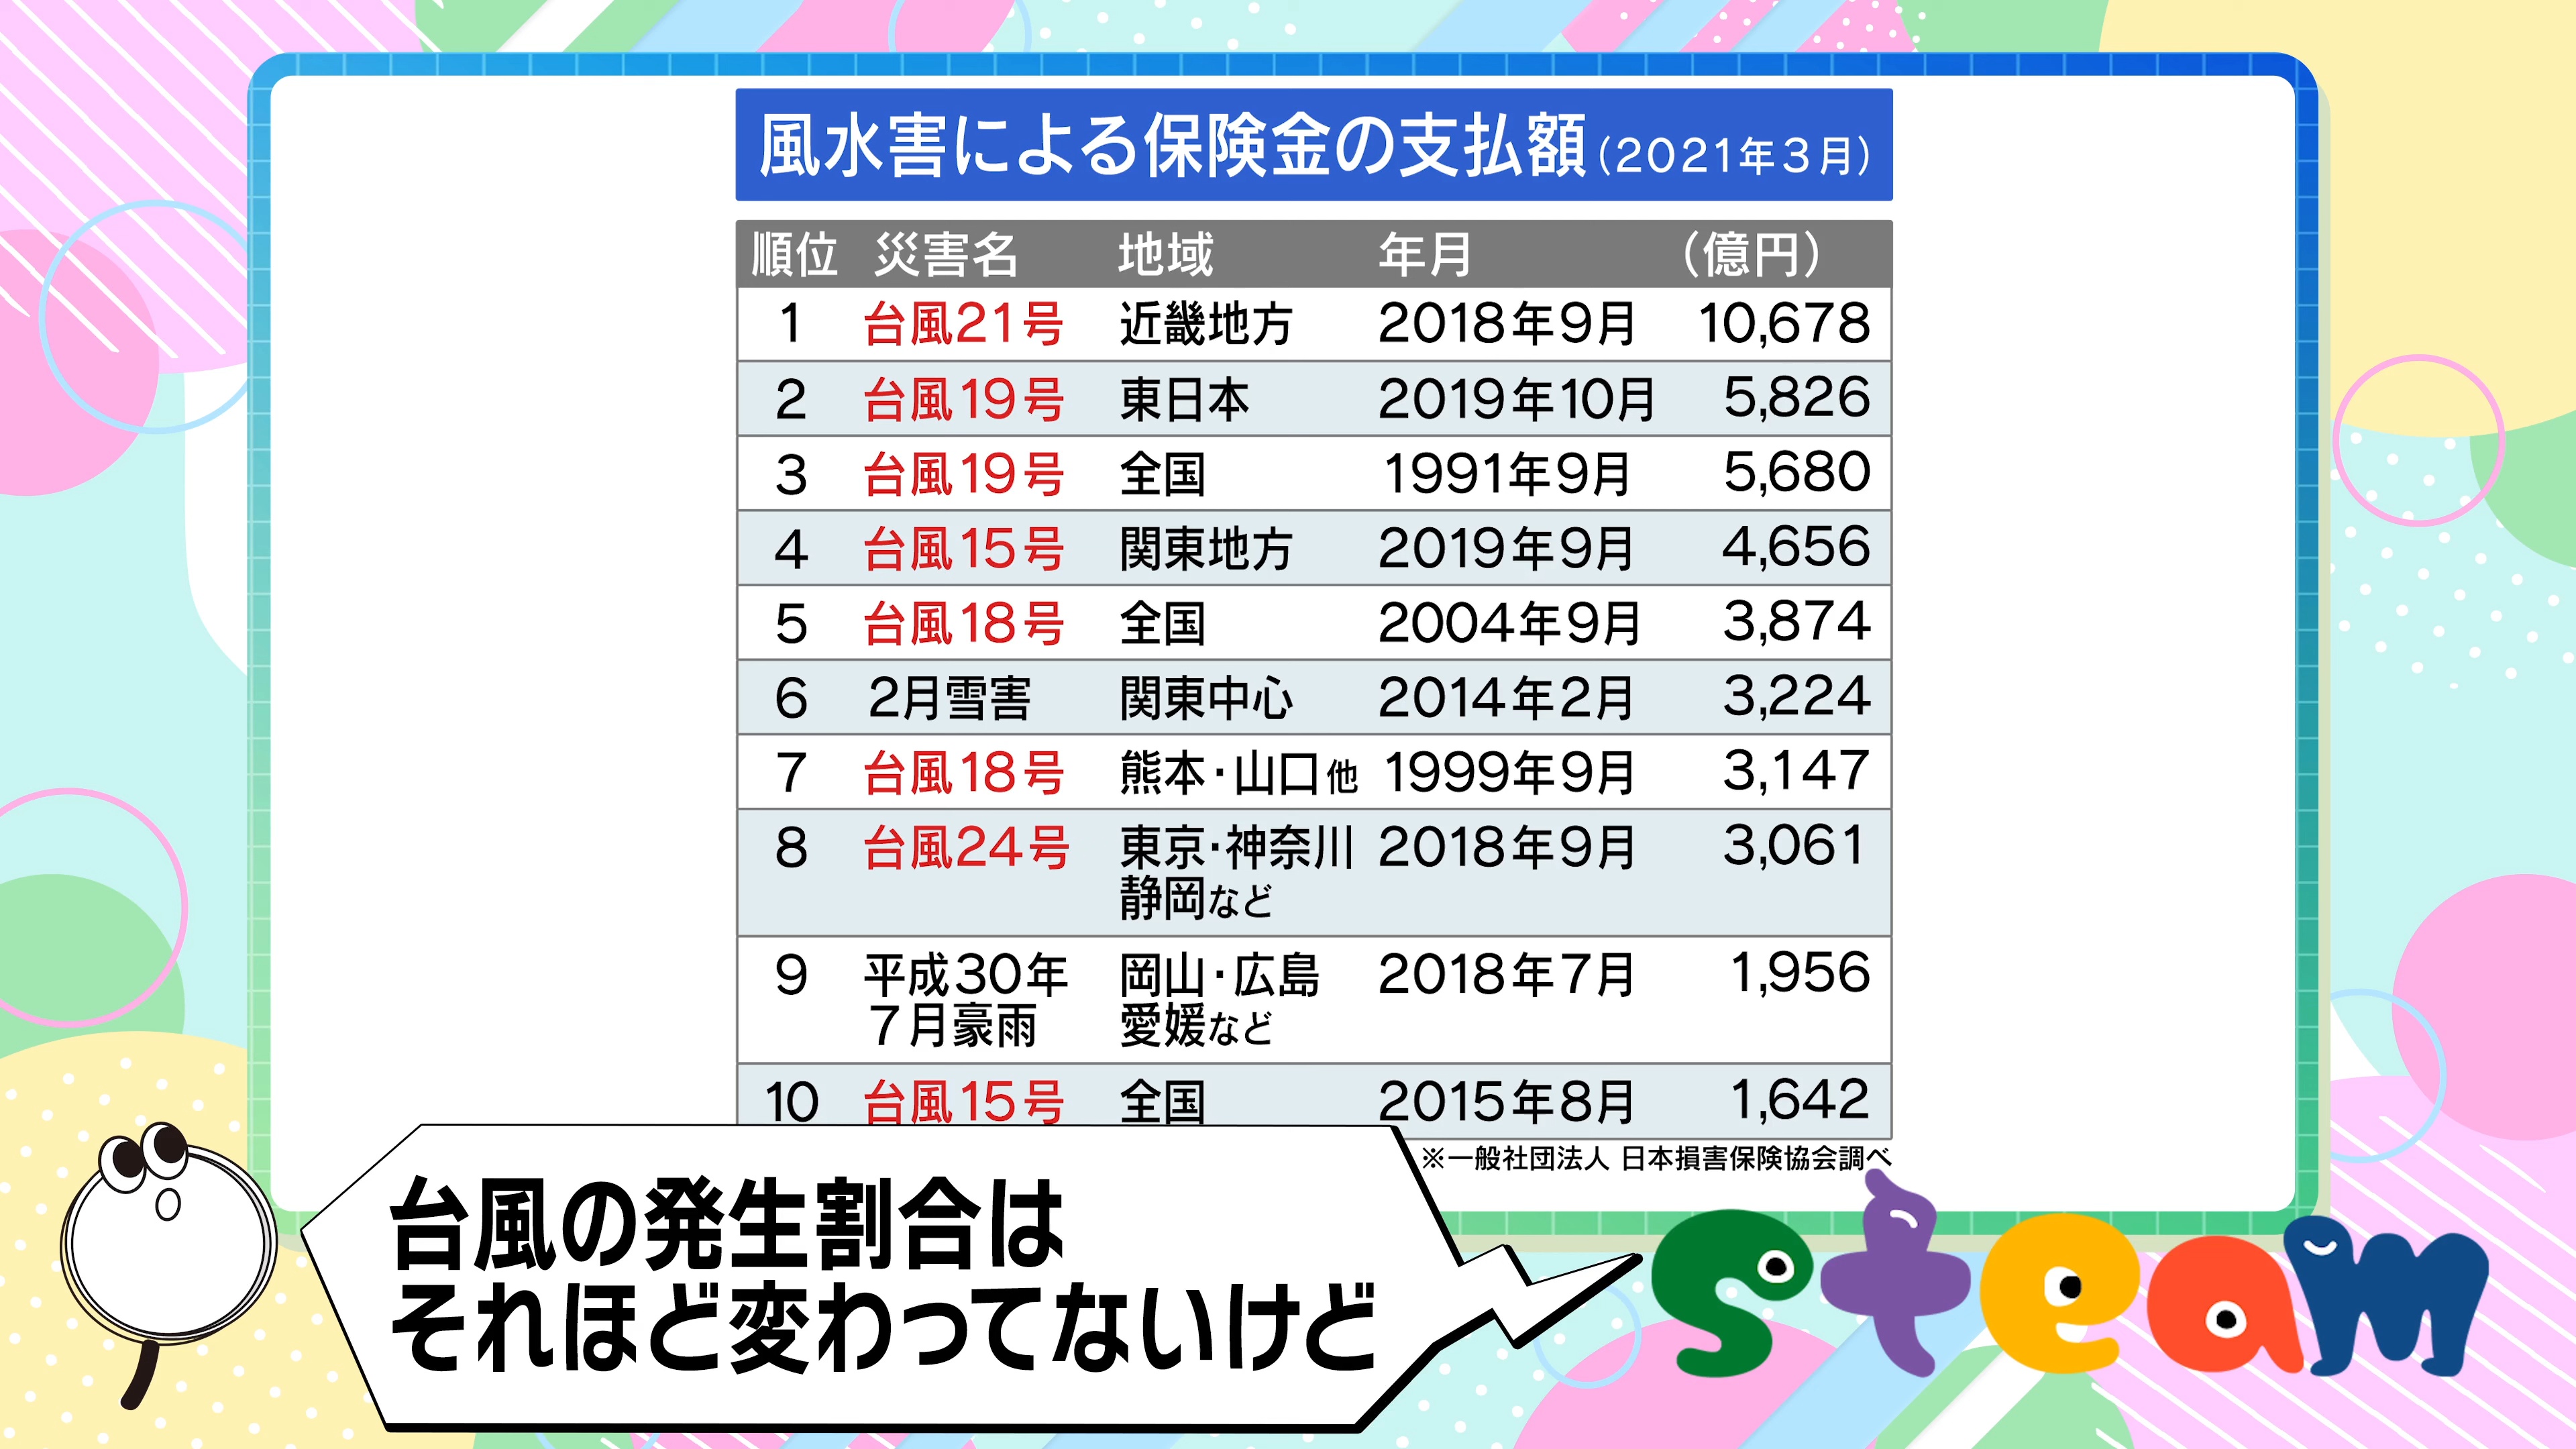 風水害による保険金の支払額(2021年3月)
順位 災害名 地域 年月 (億円)
1 台風21号 近畿地方 2018年9月 10,678
2 台風19号 東日本 2019年10月 5,826
3 台風19号 全国 1991年9月 5,680
4 台風15号 関東地方 2019年9月 4,656
5 台風18号 全国 2004年9月 3,874
6 2月雪害 関東中心 2014年2月 3,224
7 台風18号 熊本・山口他 1999年9月 3,147
8 台風24号 東京・神奈川 2018年9月 3,061
静岡など
9 平成30年 岡山・広島 2018年7月 1,956
7月豪雨 愛媛など
10 台風15号 全国 2015年8月 1,642
※一般社団法人 日本損害保険協会調べ
台風の発生割合は
それほど変わってないけど
steam